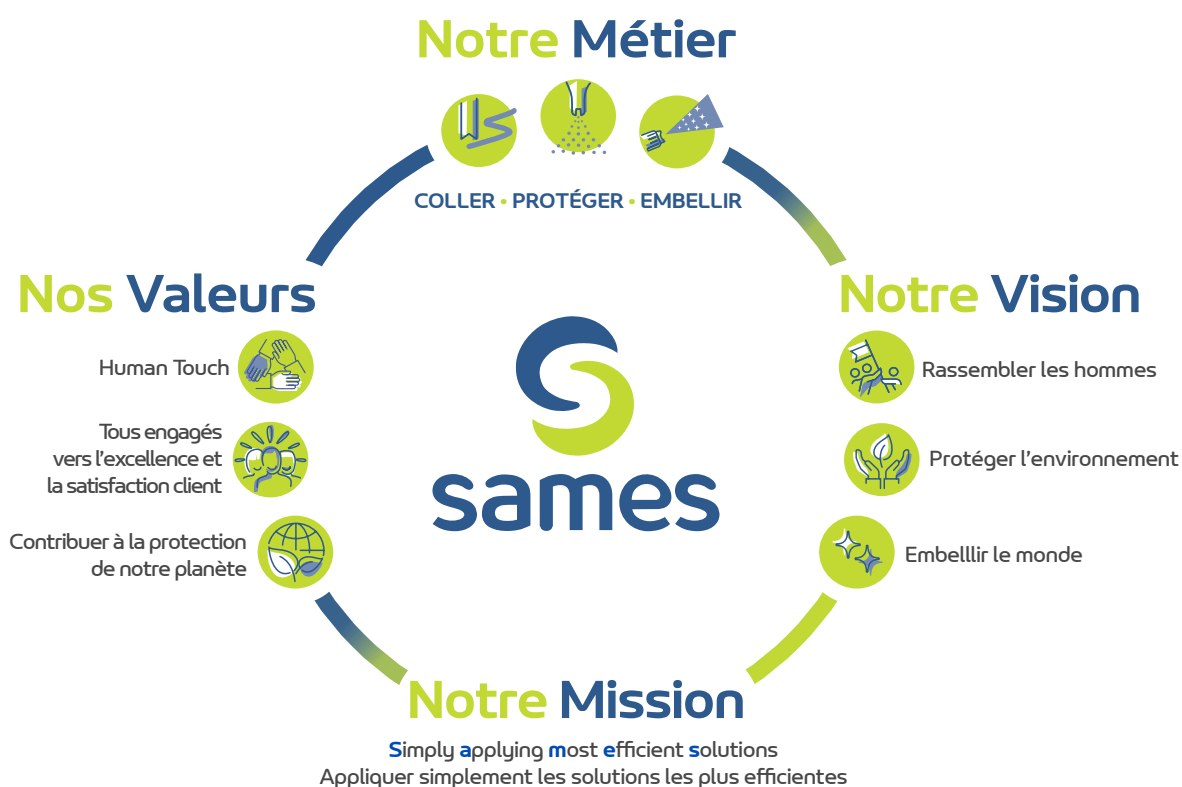 Notre Métier
COLLER • PROTÉGER • EMBELLIR
Nos Valeurs
Human Touch
Tous engagés
vers l'excellence et
la satisfaction client
Contribuer à la protection
de notre planète
sames
Notre Vision
Rassembler les hommes
Protéger l'environnement
Embelllir le monde
Notre Mission
Simply applying most efficient solutions
Appliquer simplement les solutions les plus efficientes